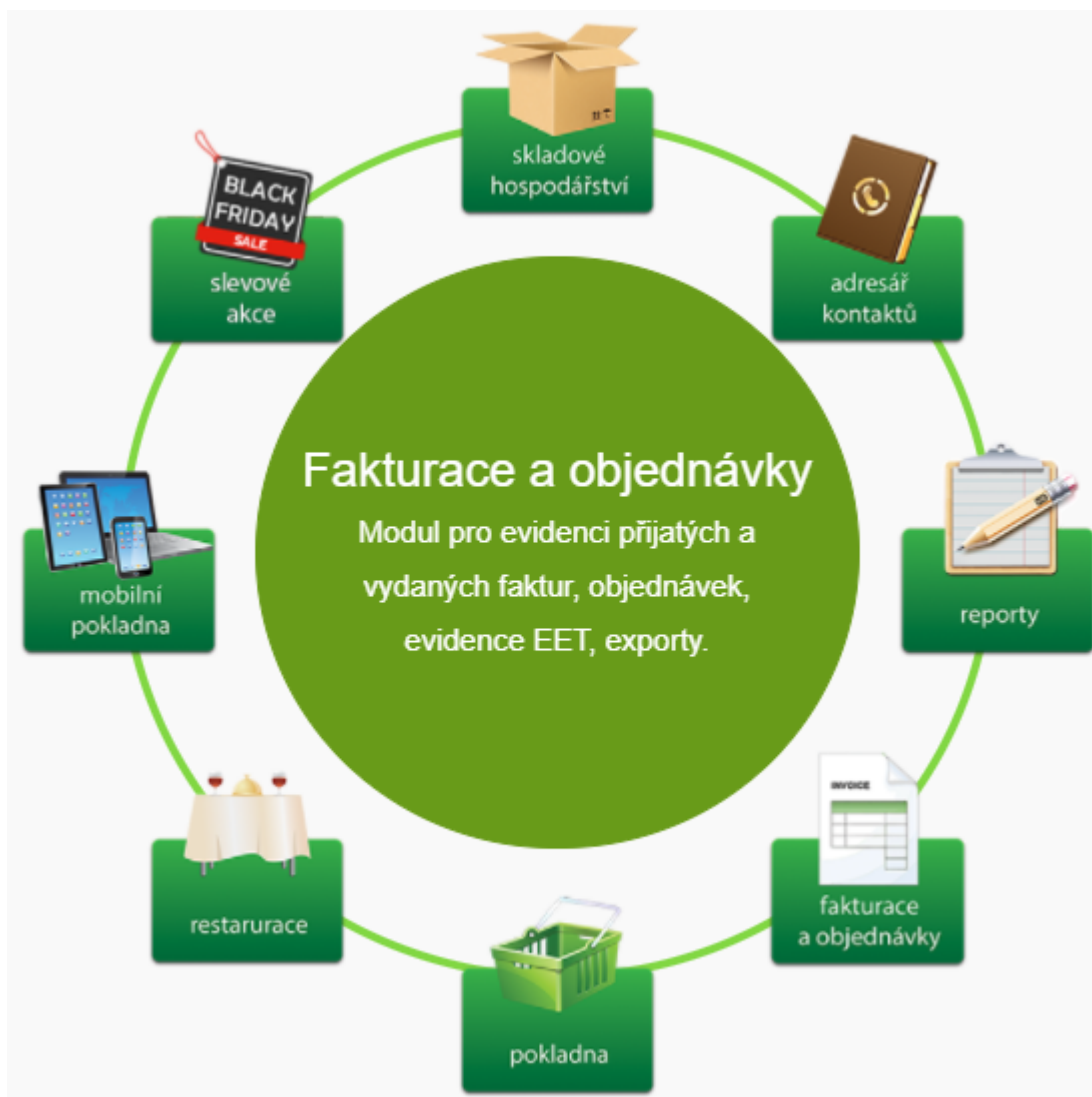 skladové
hospodářství
BLACK
FRIDAY
SALE
slevové
akce
adresář
kontaktů
Fakturace a objednávky
Modul pro evidenci přijatých a
vydaných faktur, objednávek,
evidence EET, exporty.
mobilní
pokladna
reporty
INVOICE
restarurace
fakturace
a objednávky
pokladna